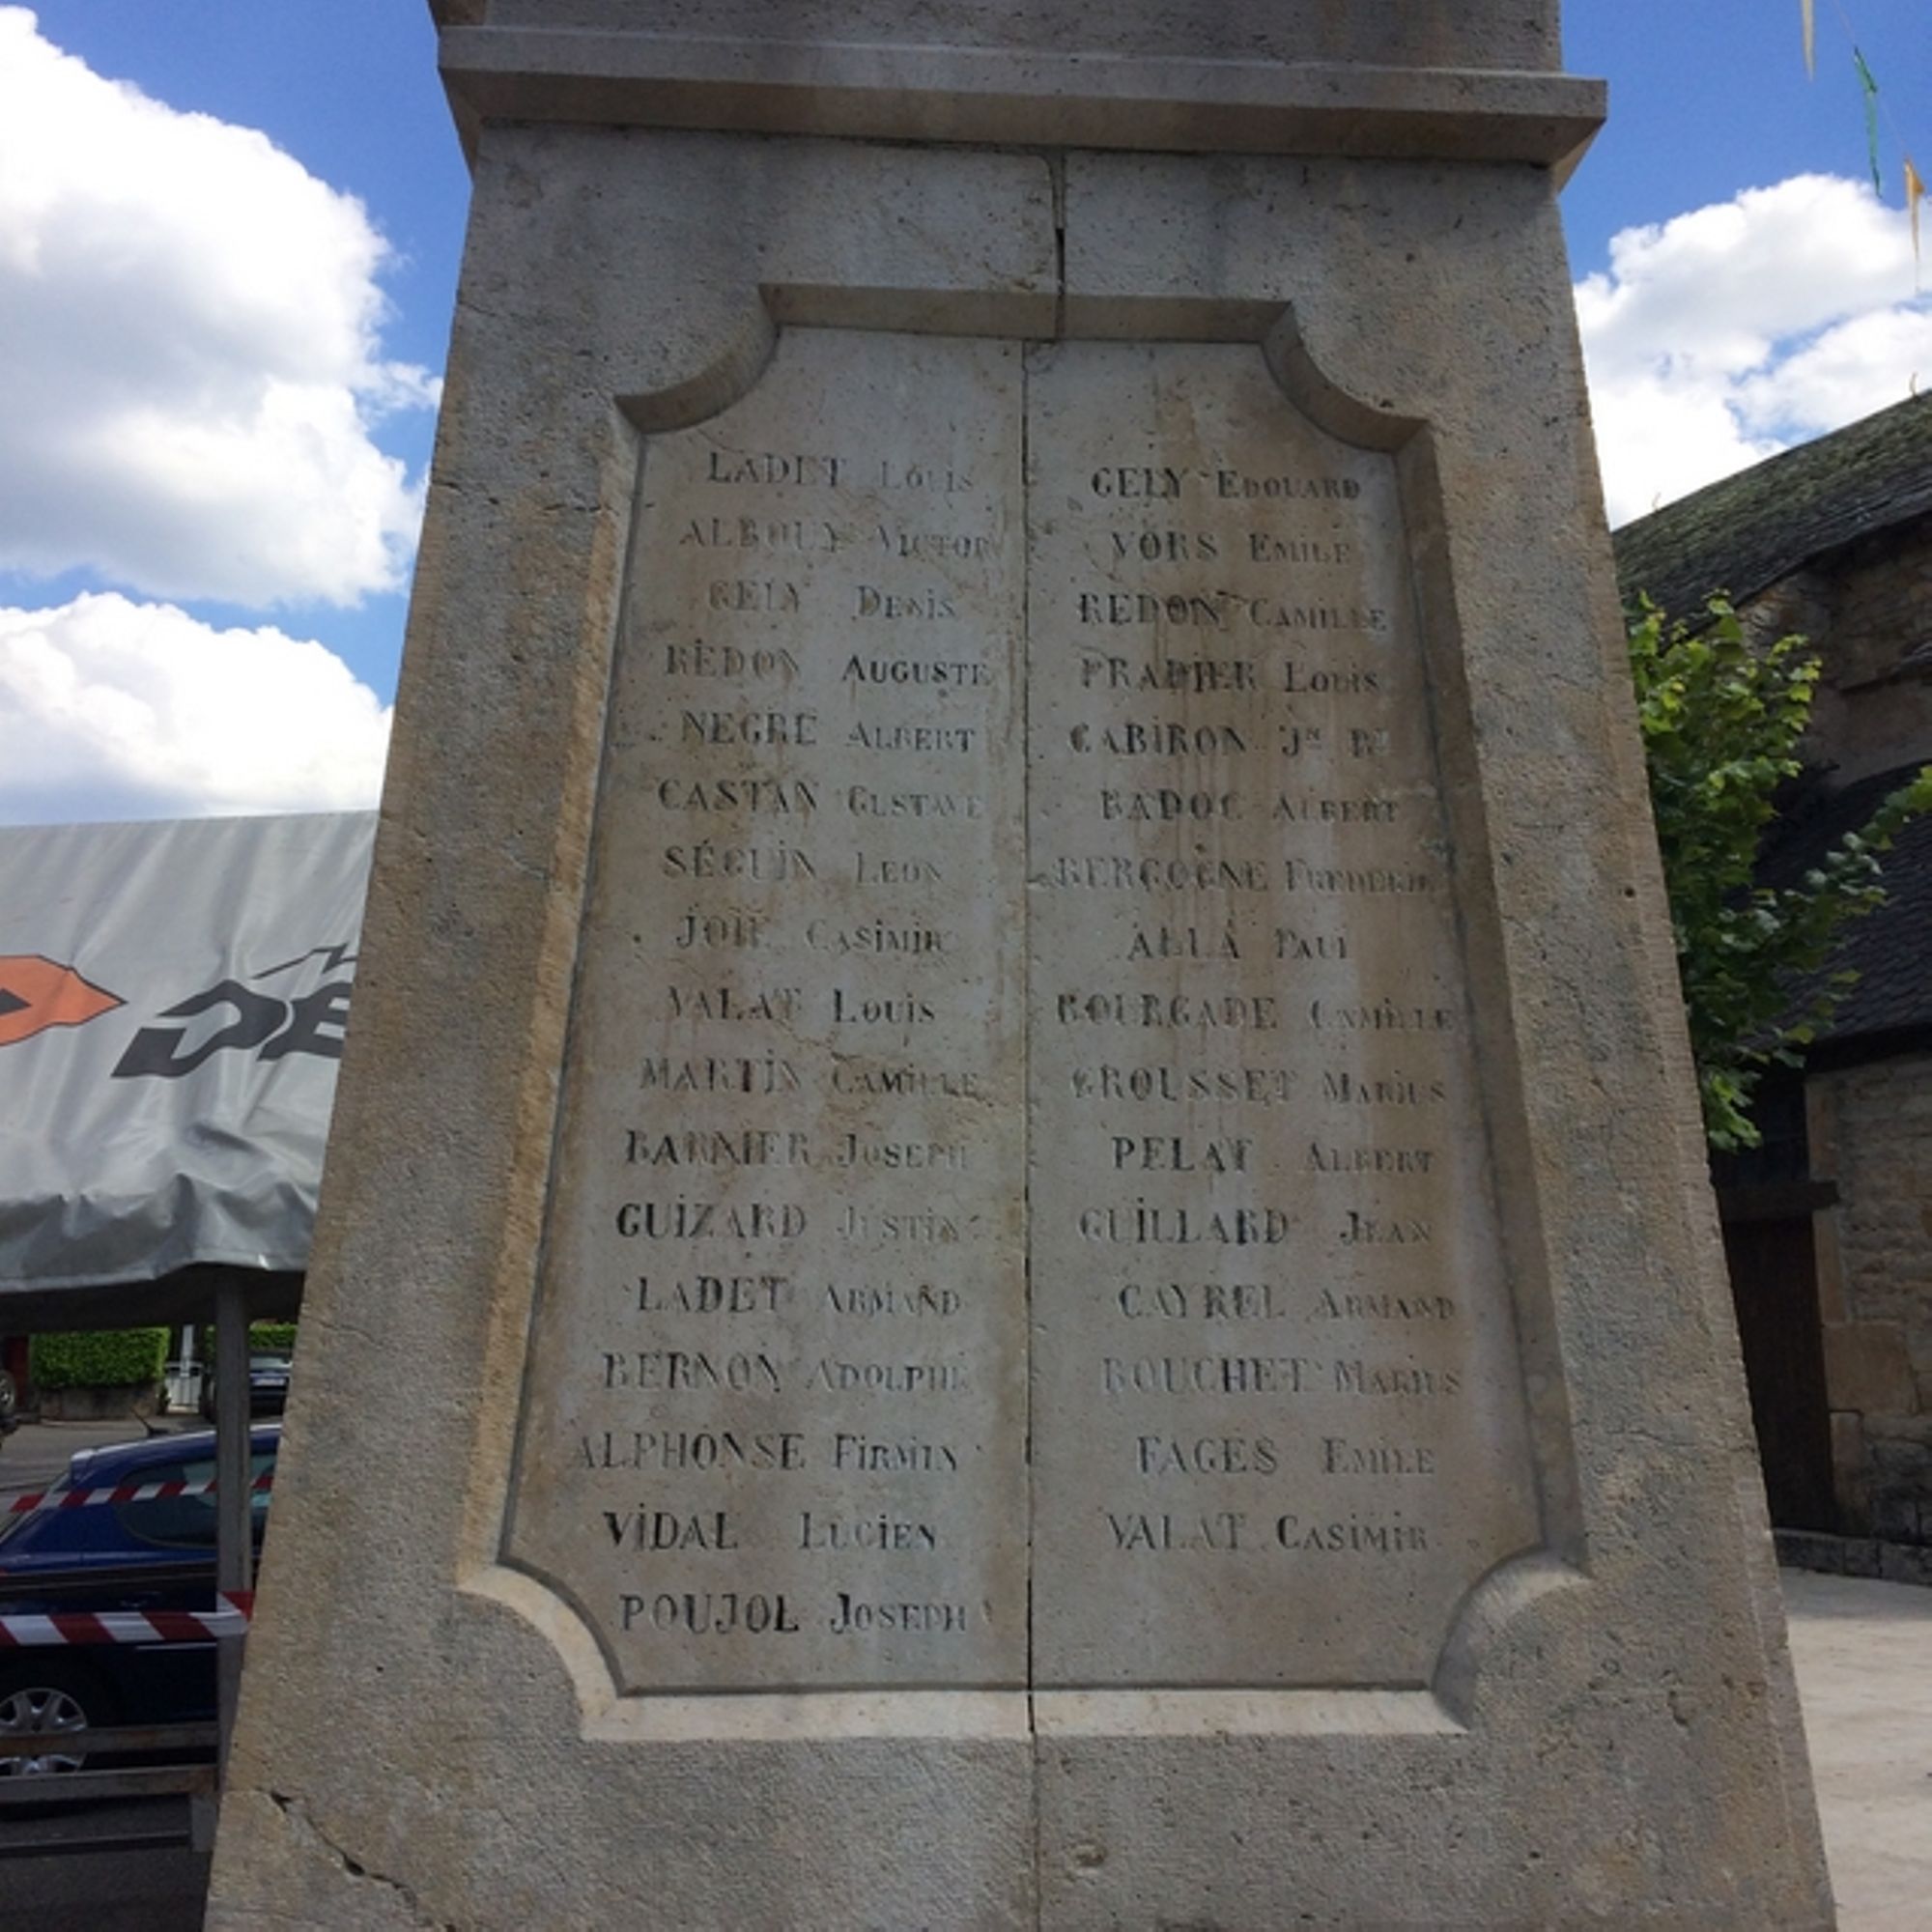 LADET Louis
ALBOUY Victor
GELY Denis
REDON Auguste
NEGRE Albert
CASTAN Gustave
SÉGUIN Leon
Casimir
VALAT Louis
MARTIN Camille
BARNIER Joseph
GUIZARD Justin
LADET Armand
BERNON Adolphe
ALPHONSE Firmin
VIDAL Lucien
POUJOL Joseph
GELY Edouard
VORS Emile
REDON Camille
PRADIER Louis
CABIRON Jn Bt
BADOC Albert
BERGOGNE Frederic
ALLA Paul
BOURGADE Camille
GROUSSET Marius
PELAT Albert
GUILLARD Jean
CAYREL Armand
BOUCHET Marius
FAGES Emile
VALAT Casimir